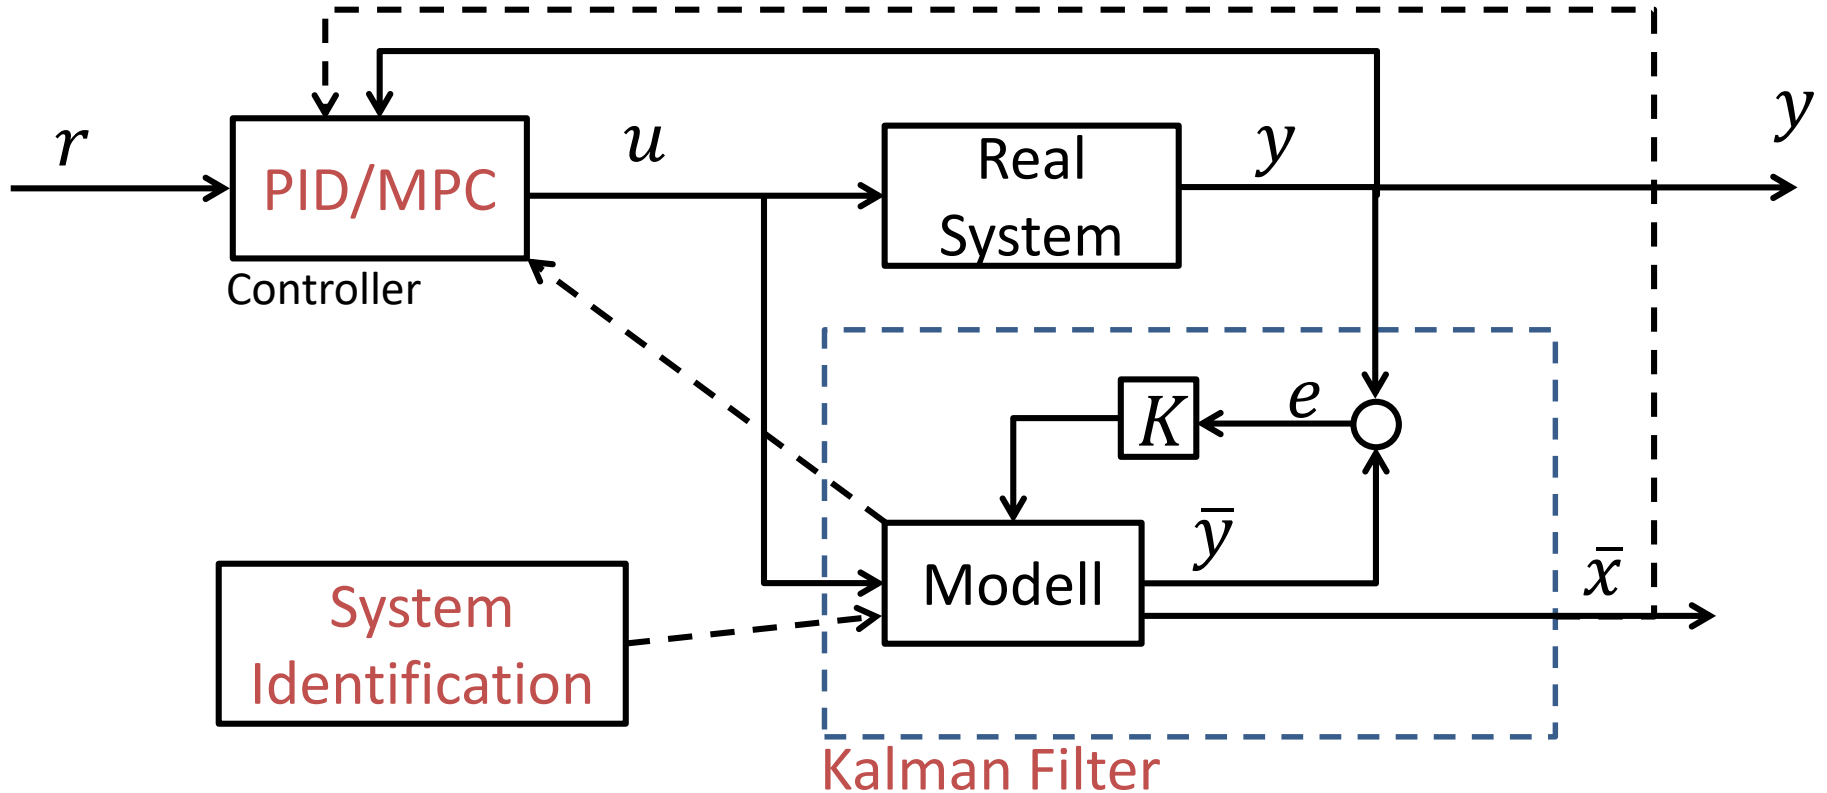 r
PID/MPC
Controller
u
Real
System
y
y
K
e
Modell
y̅
x̅
System
Identification
Kalman Filter